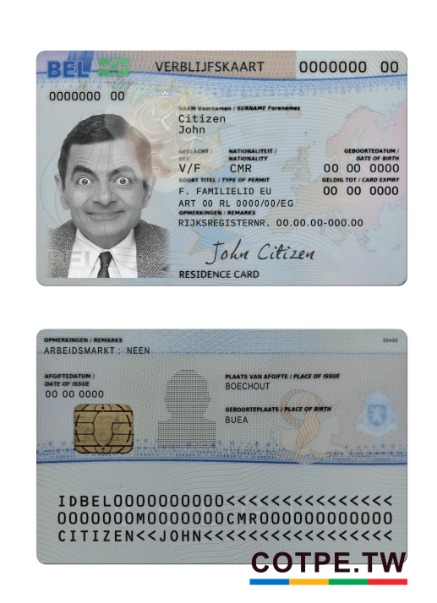 BEL VERBLIJFSKAART 0000000 00
0000000 00
NAAM Voornamen / SURNAME Forenames
Citizen
John
GESLACHT / NATIONALITEIT / GEBOORTEDATUM /
SEX NATIONALITY DATE OF BIRTH
V/F CMR 00 00 0000
SOORT TITEL / TYPE OF PERMIT GELDIG TOT / CARD EXPIRY
F. FAMILIELID EU 00 00 0000
ART 00 RL 0000/00/EG
OPMERKINGEN / REMARKS
RIJKSREGISTERNR. 00.00.00-000.00
John Citizen
BEL
RESIDENCE CARD
OPMERKINGEN / REMARKS
ARBEIDSMARKT: NEEN
AFGIFTEDATUM / PLAATS VAN AFGIFTE / PLACE OF ISSUE
DATE OF ISSUE BOECHOUT
00 00 0000
GEBOORTEPLAATS / PLACE OF BIRTH
BUEA
IDBEL0000000000<<<<<<<<<<<<<<<
0000000M0000000CMR000000000000
CITIZEN<<JOHN<<<<<<<<<<<<<<<<<
COTPE.TW